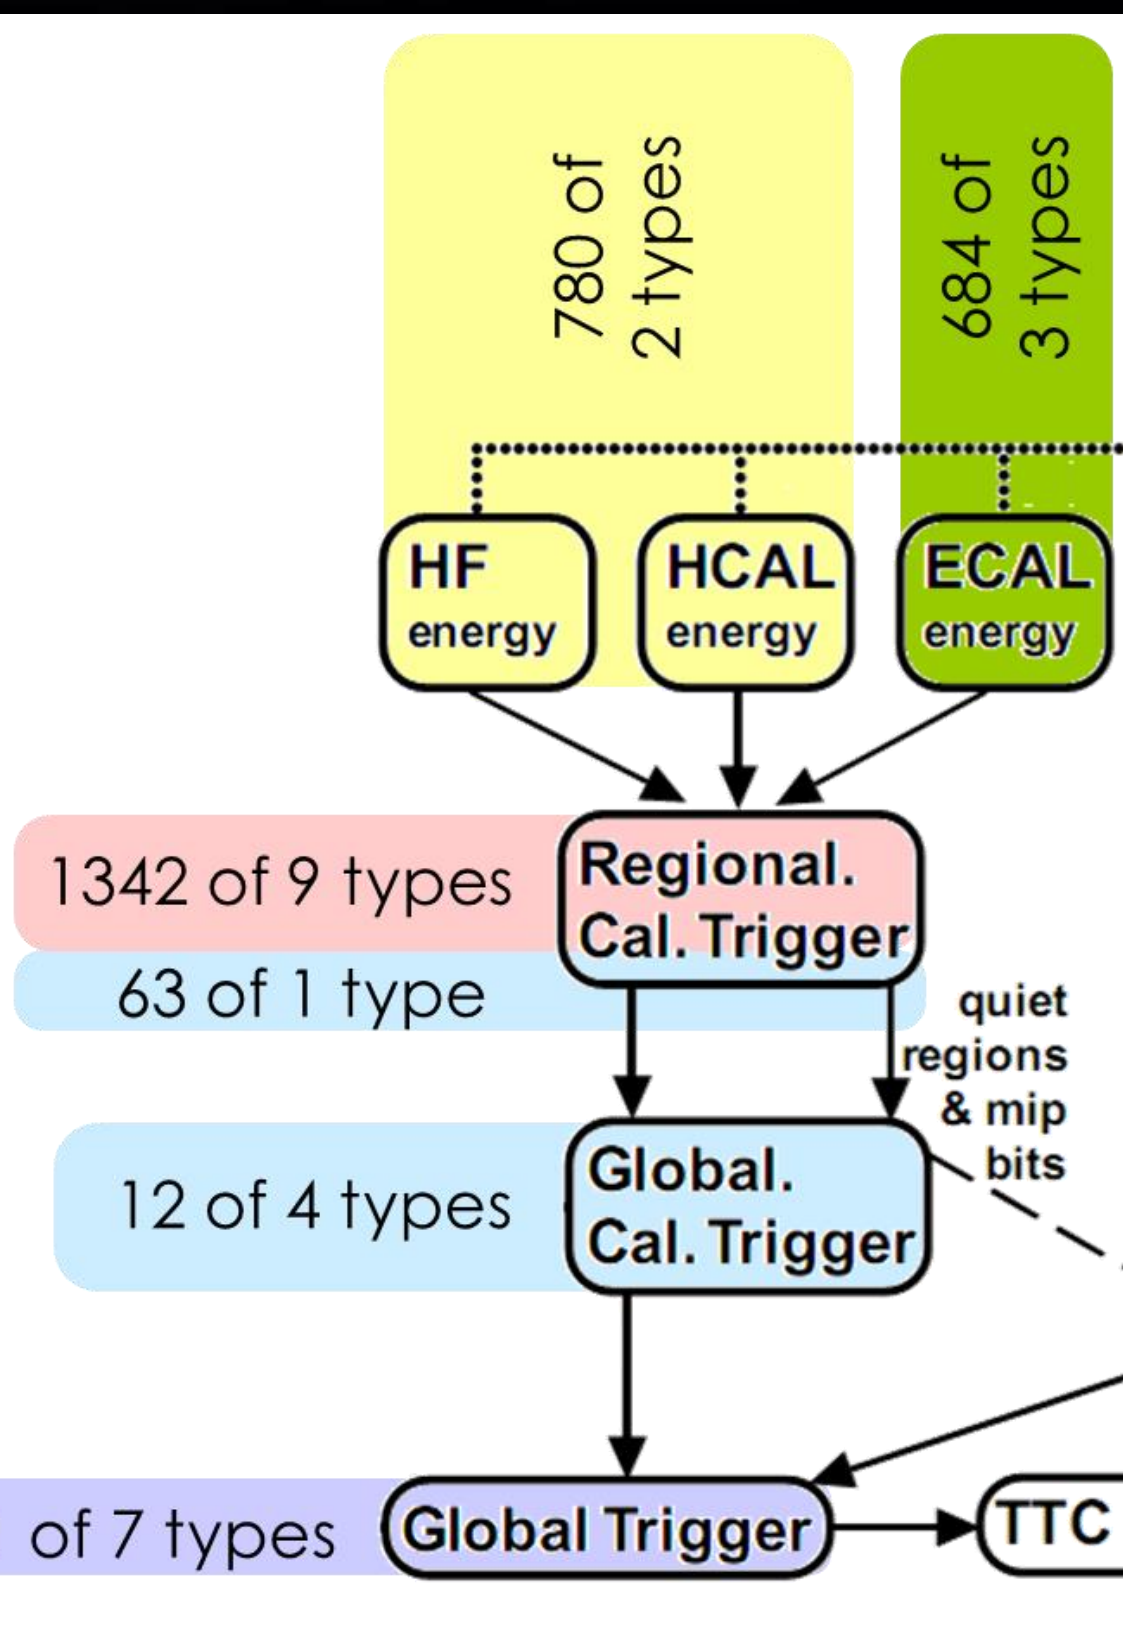 780 of
2 types
684 of
3 types
HF
energy
HCAL
energy
ECAL
energy
1342 of 9 types
Regional.
Cal. Trigger
63 of 1 type
quiet
regions
& mip
bits
12 of 4 types
Global.
Cal. Trigger
of 7 types
Global Trigger
TTC